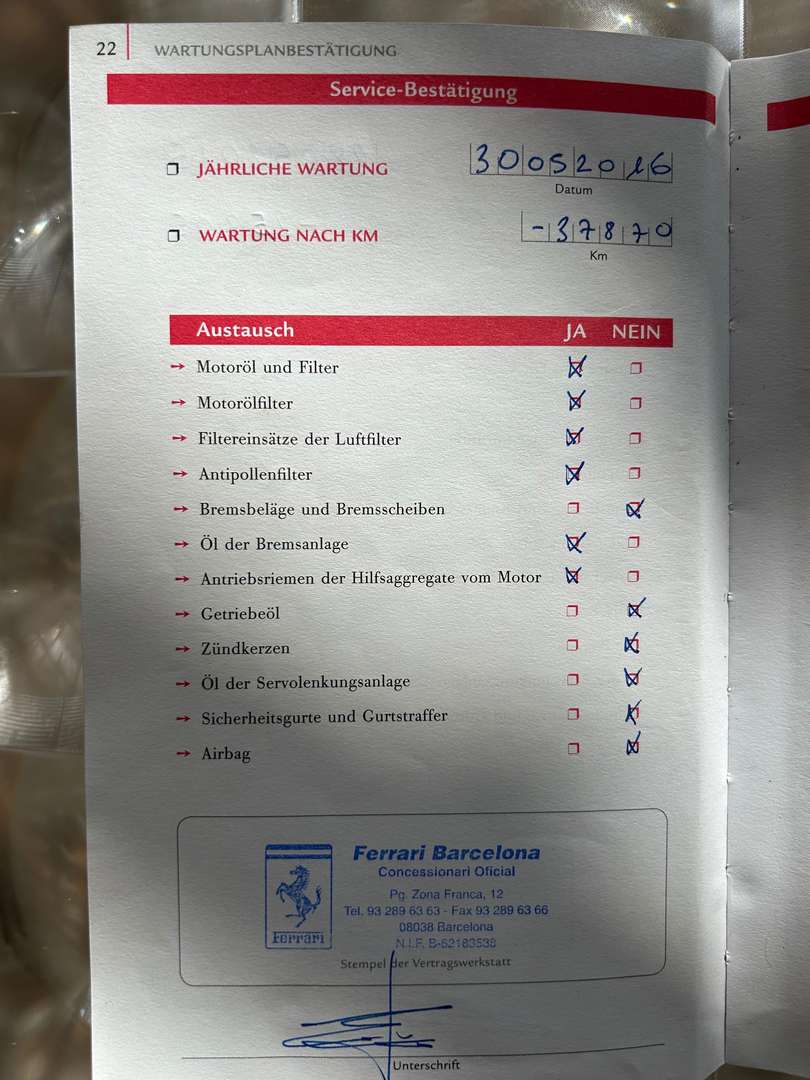 22 WARTUNGSPLANBESTÄTIGUNG
Service-Bestätigung
❒ JÄHRLICHE WARTUNG 30052016
Datum
❒ WARTUNG NACH KM -37870
Km
Austausch JA NEIN
→ Motoröl und Filter ☒ ❒
→ Motorölfilter ☒ ❒
→ Filtereinsätze der Luftfilter ☒ ❒
→ Antipollenfilter ☒ ❒
→ Bremsbeläge und Bremsscheiben ❒ ☒
→ Öl der Bremsanlage ☒ ❒
→ Antriebsriemen der Hilfsaggregate vom Motor ☒ ❒
→ Getriebeöl ❒ ☒
→ Zündkerzen ❒ ☒
→ Öl der Servolenkungsanlage ❒ ☒
→ Sicherheitsgurte und Gurtstraffer ❒ ☒
→ Airbag ❒ ☒
Ferrari Barcelona
Concessionari Oficial
Pg. Zona Franca, 12
Tel. 93 289 63 63 - Fax 93 289 63 66
08038 Barcelona
Ferrari N.I.F. B-62183538
Stempel der Vertragswerkstatt
Unterschrift